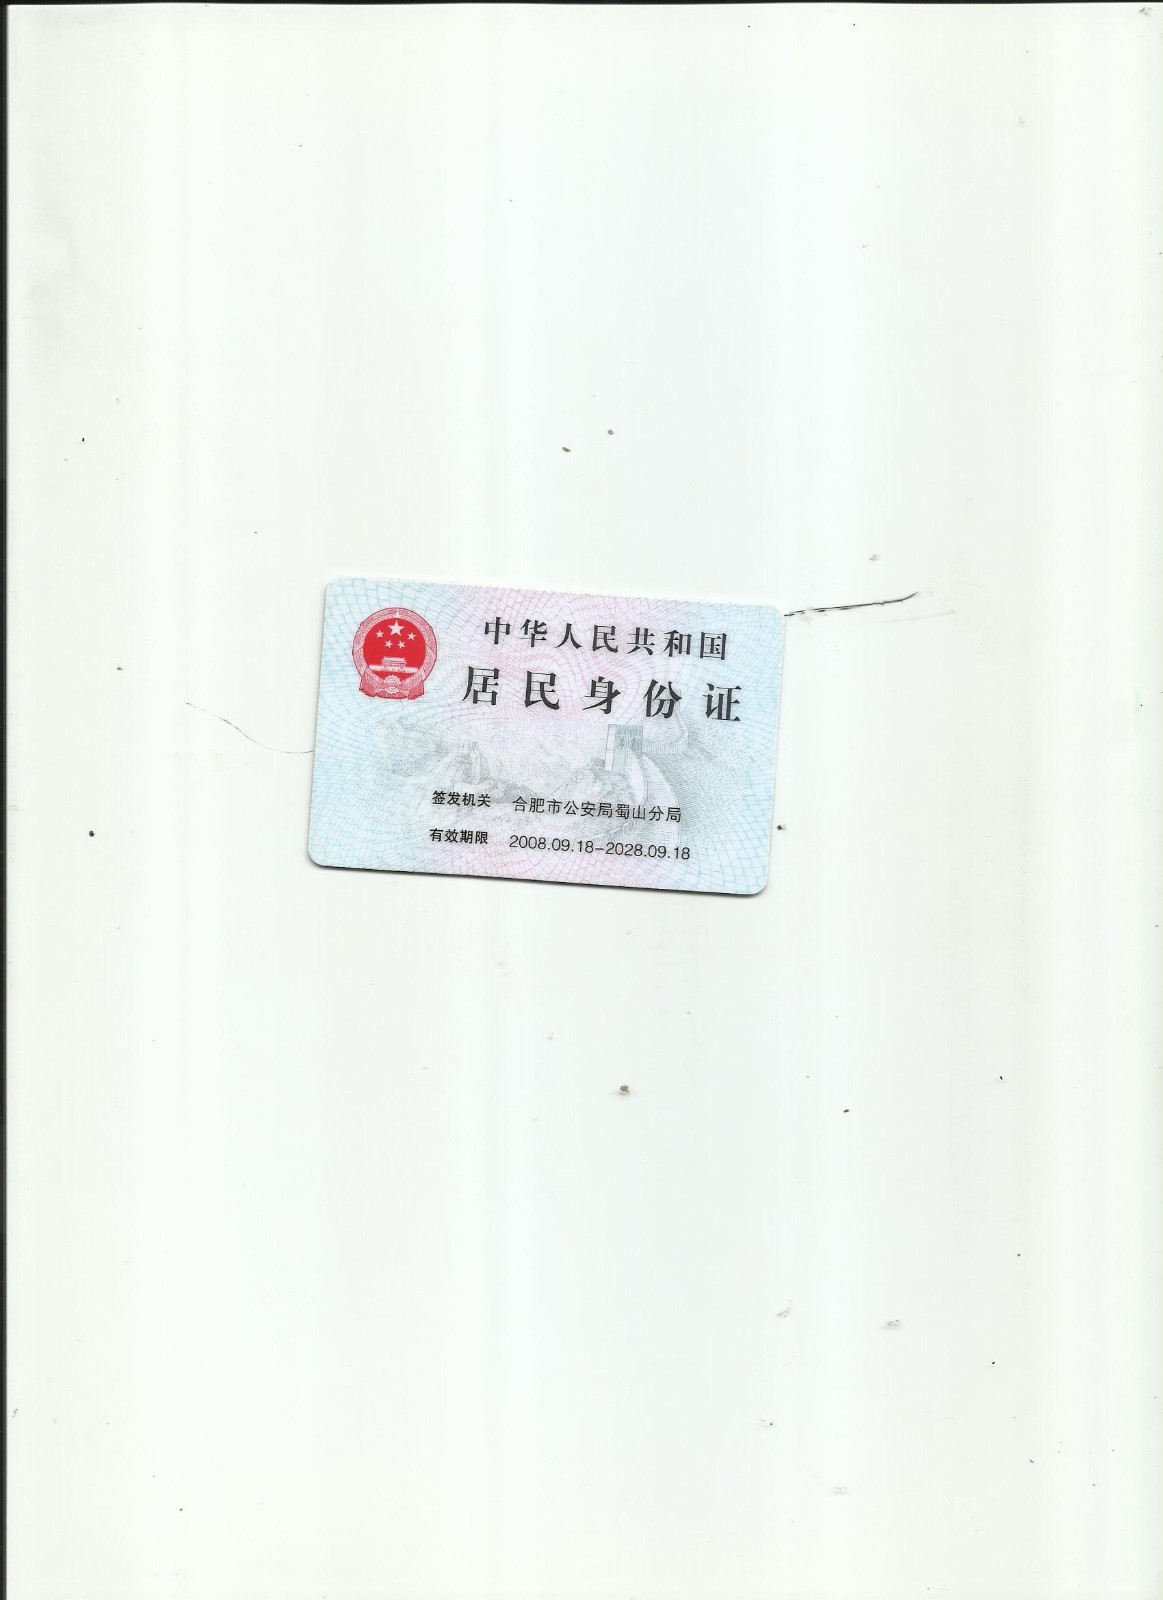 中华人民共和国
居民身份证
签发机关 合肥市公安局蜀山分局
有效期限 2008.09.18-2028.09.18